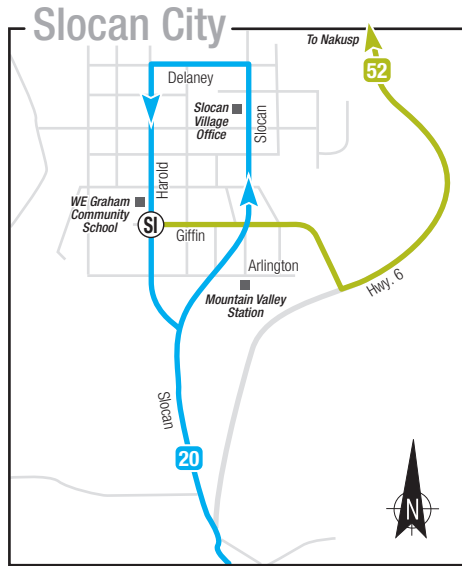 Slocan City
To Nakusp
52
Delaney
Slocan
Village
Office
Slocan
Harold
WE Graham
Community
School
SI
Giffin
Arlington
Mountain Valley
Station
Hwy. 6
Slocan
20
N